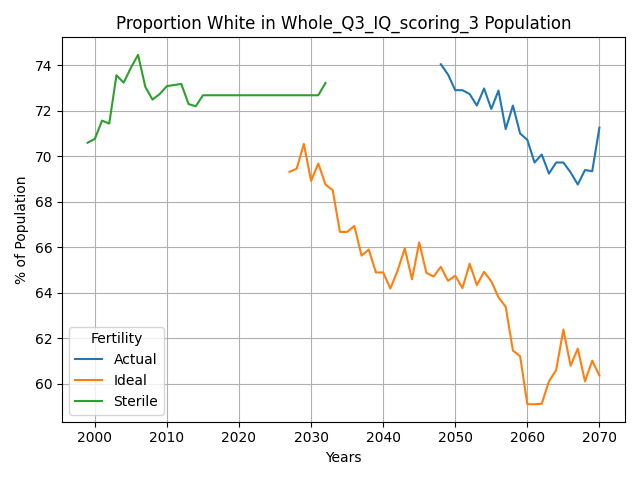 Proportion White in Whole_Q3_IQ_scoring_3 Population
% of Population
74
72
70
68
66
64
62
60
Fertility
Actual
Ideal
Sterile
2000 2010 2020 2030 2040 2050 2060 2070
Years